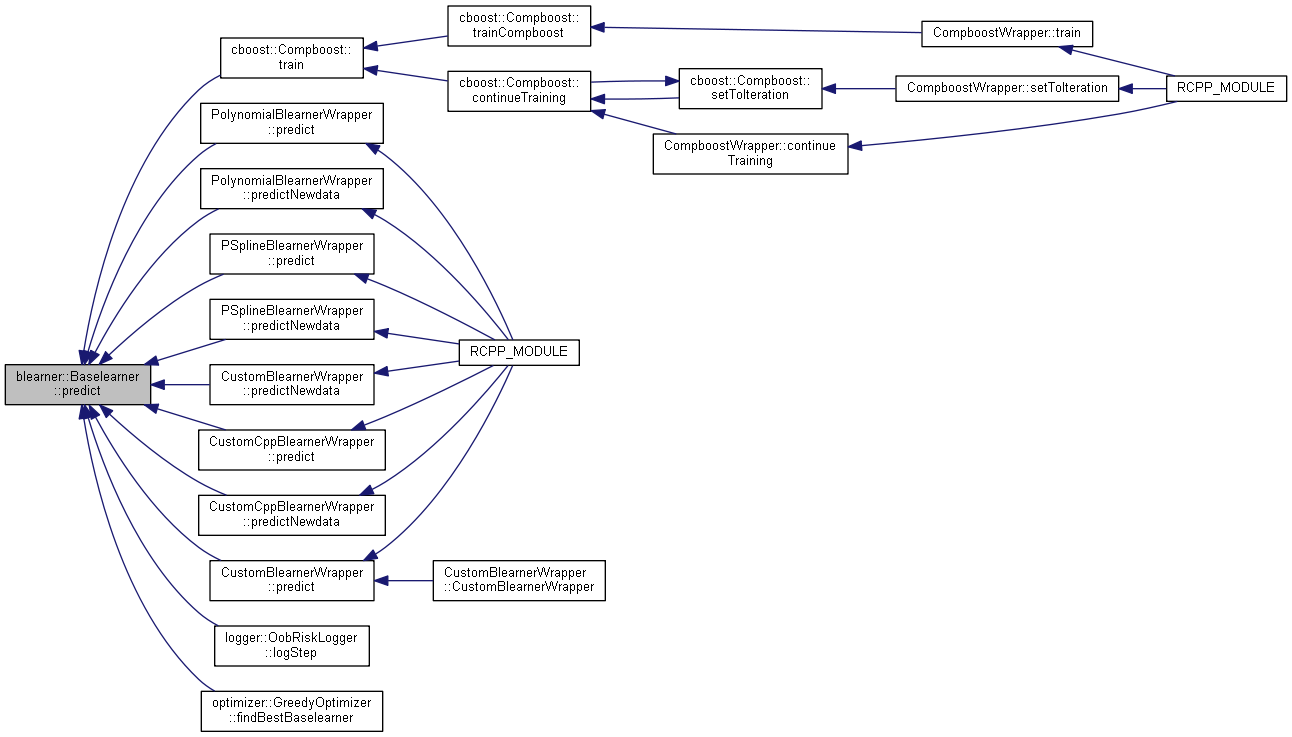 cboost::Compboost::
trainCompboost
CompboostWrapper::train
cboost::Compboost::
train
cboost::Compboost::
continueTraining
cboost::Compboost::
setToIteration
CompboostWrapper::setToIteration
RCPP_MODULE
PolynomialBlearnerWrapper
::predict
CompboostWrapper::continue
Training
PolynomialBlearnerWrapper
::predictNewdata
PSplineBlearnerWrapper
::predict
PSplineBlearnerWrapper
::predictNewdata
RCPP_MODULE
blearner::Baselearner
::predict
CustomBlearnerWrapper
::predictNewdata
CustomCppBlearnerWrapper
::predict
CustomCppBlearnerWrapper
::predictNewdata
CustomBlearnerWrapper
::predict
CustomBlearnerWrapper
::CustomBlearnerWrapper
logger::OobRiskLogger
::logStep
optimizer::GreedyOptimizer
::findBestBaselearner